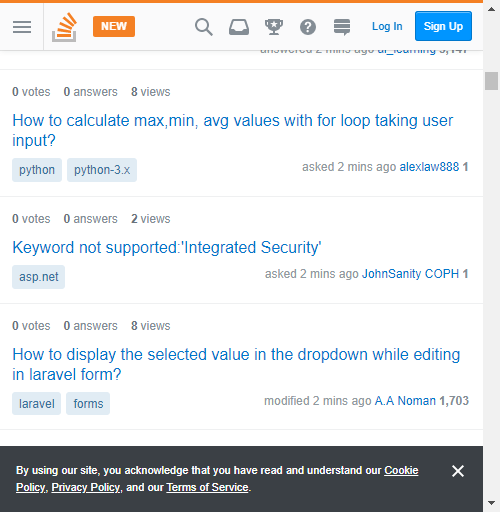 NEW
Log In
Sign Up
answered 2 mins ago ai_learning 3,141
0 votes 0 answers 8 views
How to calculate max,min, avg values with for loop taking user
input?
python python-3.x
asked 2 mins ago alexlaw888 1
0 votes 0 answers 2 views
Keyword not supported:'Integrated Security'
asp.net
asked 2 mins ago JohnSanity COPH 1
0 votes 0 answers 8 views
How to display the selected value in the dropdown while editing
in laravel form?
laravel forms
modified 2 mins ago A.A Noman 1,703
By using our site, you acknowledge that you have read and understand our Cookie
Policy, Privacy Policy, and our Terms of Service.